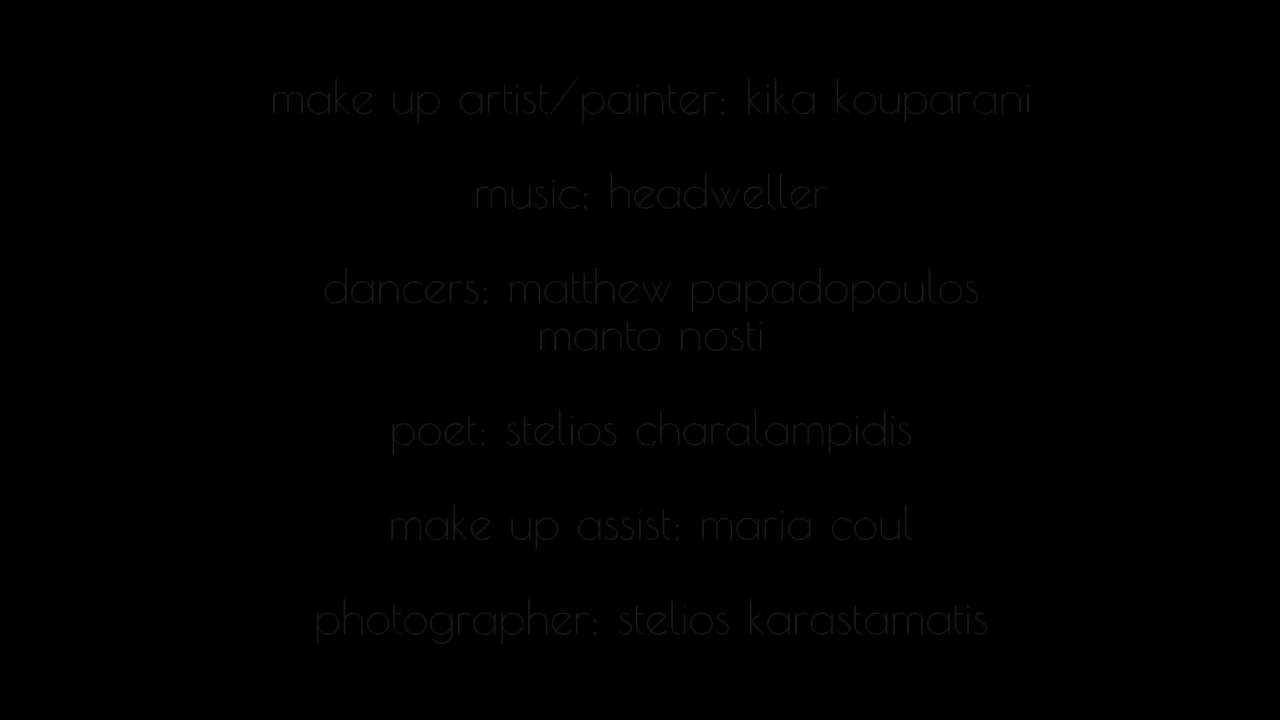 make up artist/painter; kika kouparani
music; headweller
dancers: matthew papadopoulos
manto nosti
poet; stelios charalampidis
make up assist; maria coul
photographer; stelios karastamatis